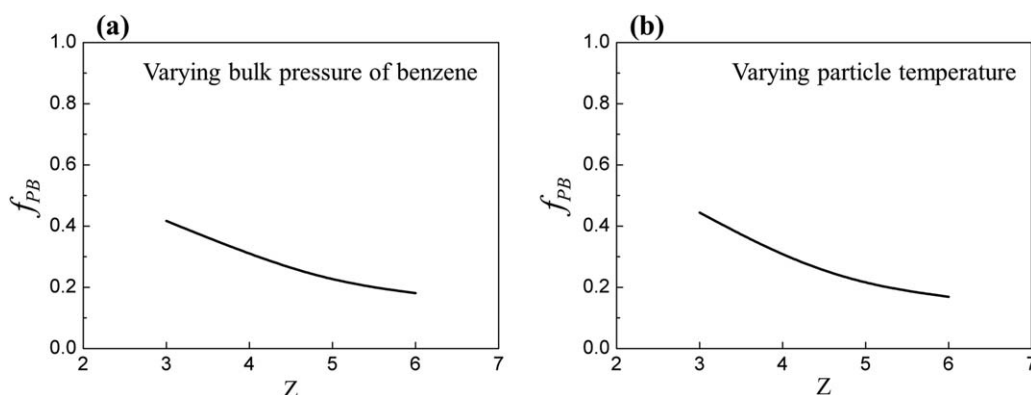 (a)
Varying bulk pressure of benzene
1.0
0.8
0.6
0.4
0.2
0.0
f_PB
2 3 4 5 6 7
Z
(b)
Varying particle temperature
1.0
0.8
0.6
0.4
0.2
0.0
f_PB
2 3 4 5 6 7
Z